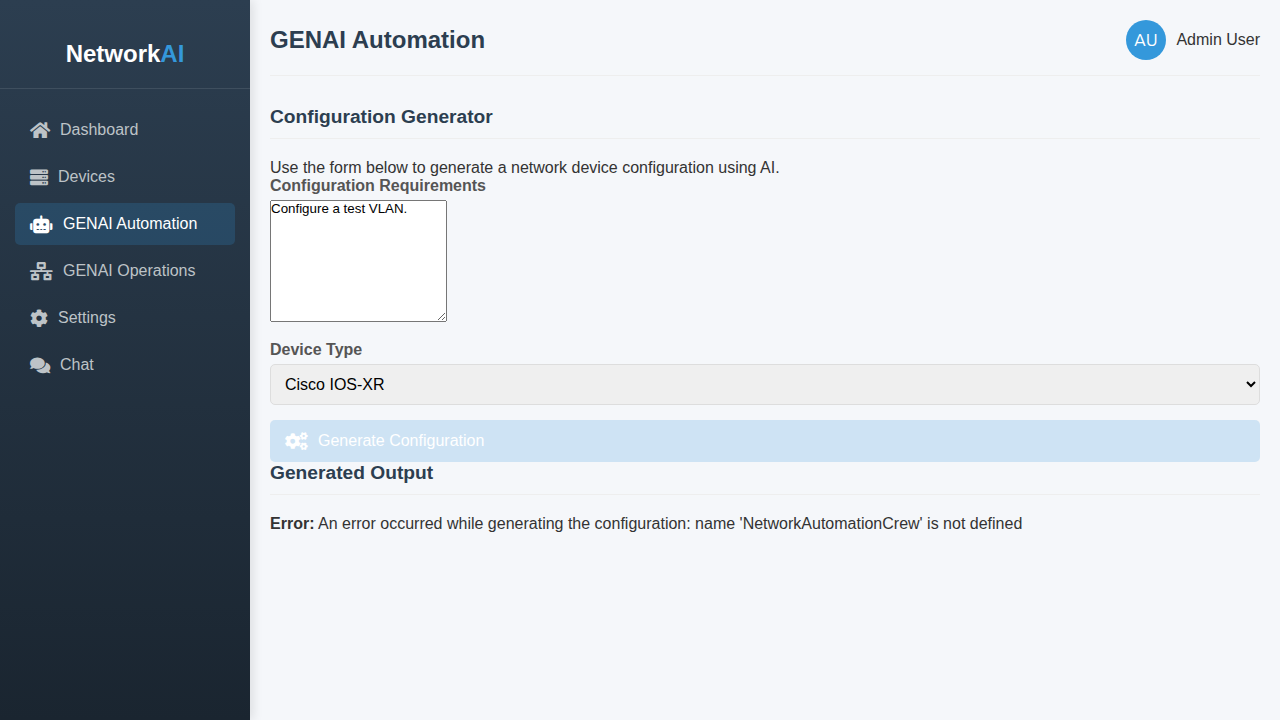 NetworkAI
Dashboard
Devices
GENAI Automation
GENAI Operations
Settings
Chat
GENAI Automation
AU
Admin User
Configuration Generator
Use the form below to generate a network device configuration using AI.
Configuration Requirements
Configure a test VLAN.
Device Type
Cisco IOS-XR
Generate Configuration
Generated Output
Error: An error occurred while generating the configuration: name 'NetworkAutomationCrew' is not defined